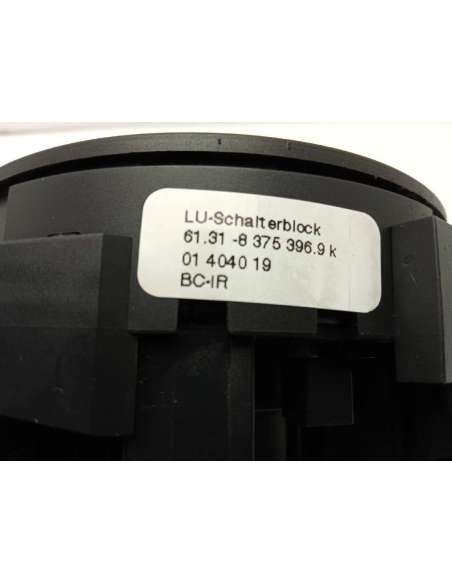 LU-Schalterblock
61.31 -8 375 396.9 k
01 4040 19
BC-IR